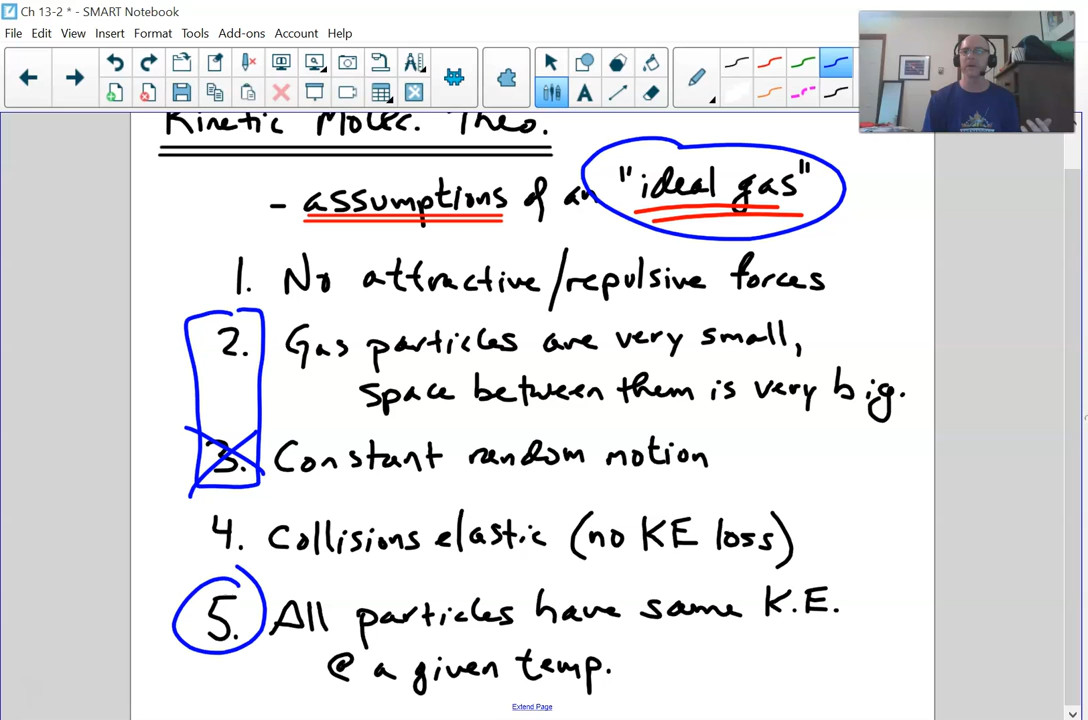 Ch 13-2 * - SMART Notebook
File Edit View Insert Format Tools Add-ons Account Help
Kinetic Molec. Theo.
- assumptions of an "ideal gas"
1. No attractive/repulsive forces
2. Gas particles are very small,
space between them is very big.
3. Constant random motion
4. Collisions elastic (no KE loss)
5. All particles have same K.E.
@ a given temp.
Extend Page